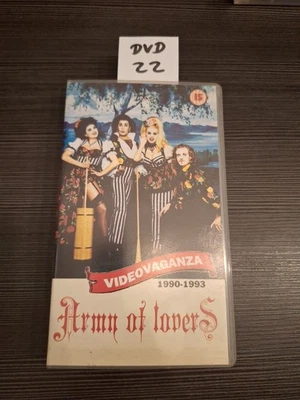 DVD
22
15
VIDEOVAGANZA
1990-1993
Army of lovers